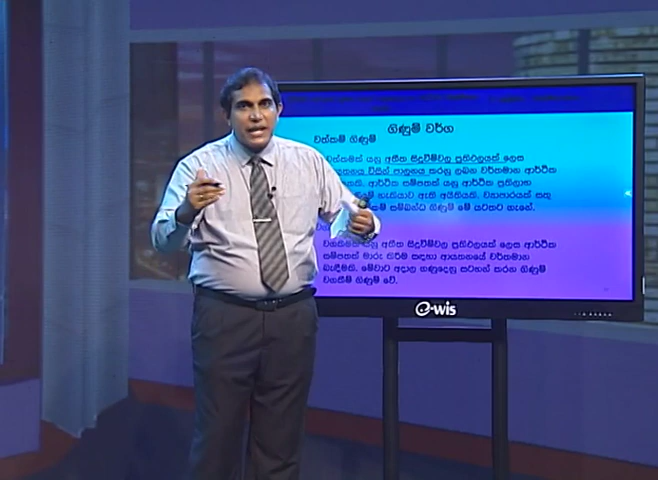 ගිණුම් වර්ග
වත්කම් ගිණුම්
වත්කමක් යනු අතීත සිදුවීම්වල ප්‍රතිඵලයක් ලෙස
විසින් පාලනය කරනු ලබන වර්තමාන ආර්ථික
ආර්ථික සම්පතක් යනු ආර්ථික ප්‍රතිලාභ
හැකියාව ඇති අයිතියකි. ව්‍යාපාරයක් සතු
සම්බන්ධ ගිණුම් මේ යටතට ගැනේ.
වගකීමක් යනු අතීත සිදුවීම්වල ප්‍රතිඵලයක් ලෙස ආර්ථික
සම්පතක් මාරු කිරීම සඳහා ආයතනයේ වර්තමාන
බැඳීමකි. මේවාට අදාල ගණුදෙනු සටහන් කරන ගිණුම්
වගකීම් ගිණුම් වේ.
e-wis